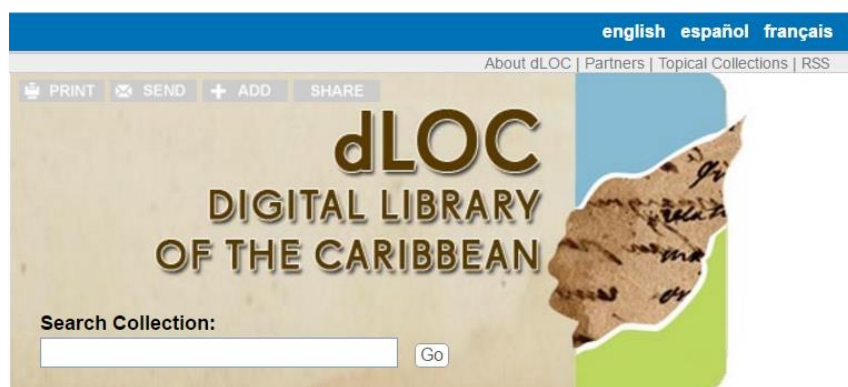 english español français
About dLOC | Partners | Topical Collections | RSS
PRINT SEND ADD SHARE
dLOC
DIGITAL LIBRARY
OF THE CARIBBEAN
Search Collection:
Go